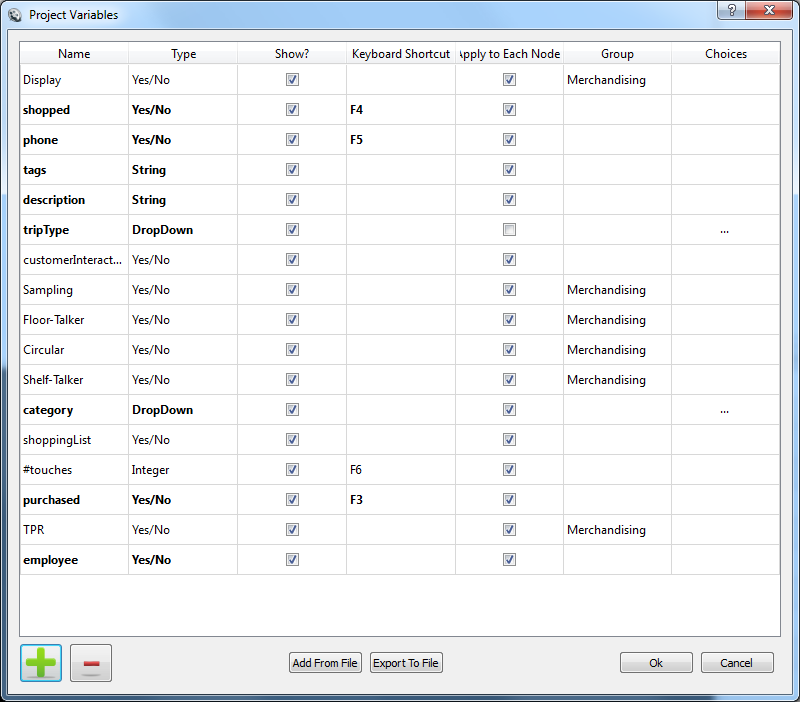 Project Variables
?
Name Type Show? Keyboard Shortcut Apply to Each Node Group Choices
Display Yes/No Merchandising
shopped Yes/No F4
phone Yes/No F5
tags String
description String
tripType DropDown ...
customerInteract... Yes/No
Sampling Yes/No Merchandising
Floor-Talker Yes/No Merchandising
Circular Yes/No Merchandising
Shelf-Talker Yes/No Merchandising
category DropDown ...
shoppingList Yes/No
#touches Integer F6
purchased Yes/No F3
TPR Yes/No Merchandising
employee Yes/No
Add From File Export To File Ok Cancel